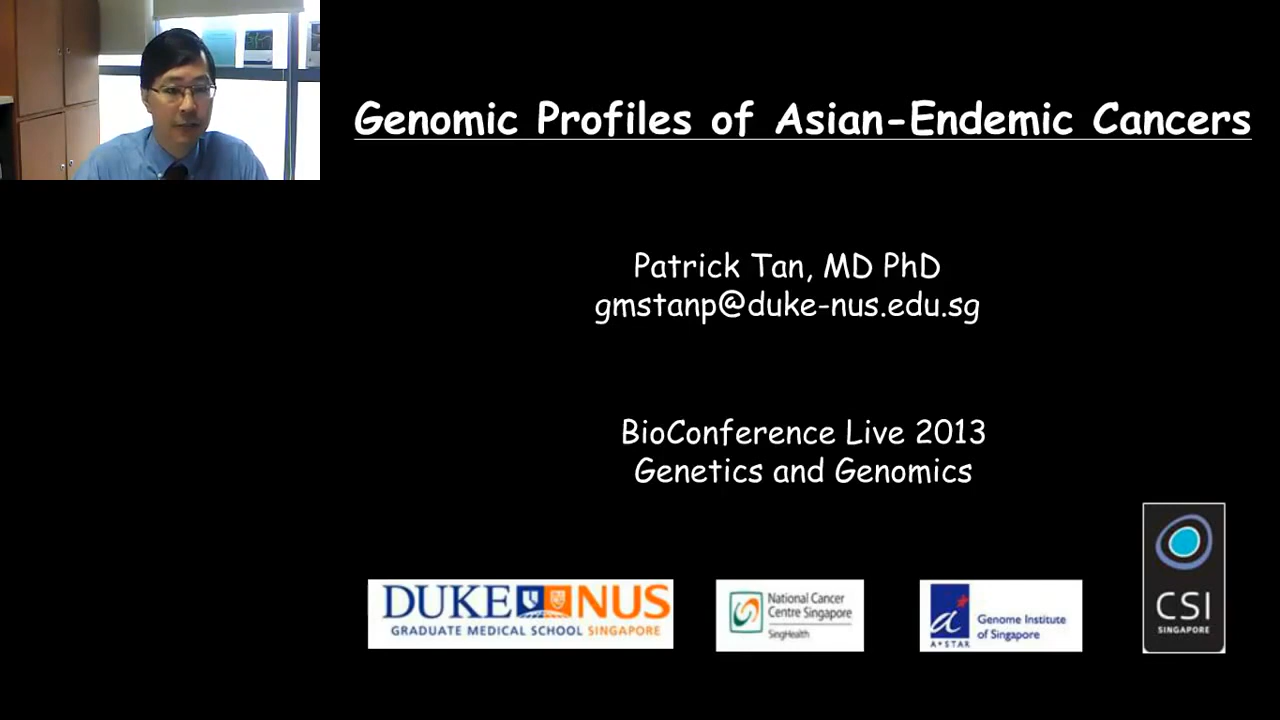 Genomic Profiles of Asian-Endemic Cancers
Patrick Tan, MD PhD
gmstanp@duke-nus.edu.sg
BioConference Live 2013
Genetics and Genomics
DUKE NUS
GRADUATE MEDICAL SCHOOL SINGAPORE
National Cancer
Centre Singapore
SingHealth
a*
A*STAR
Genome Institute
of Singapore
CSI
SINGAPORE